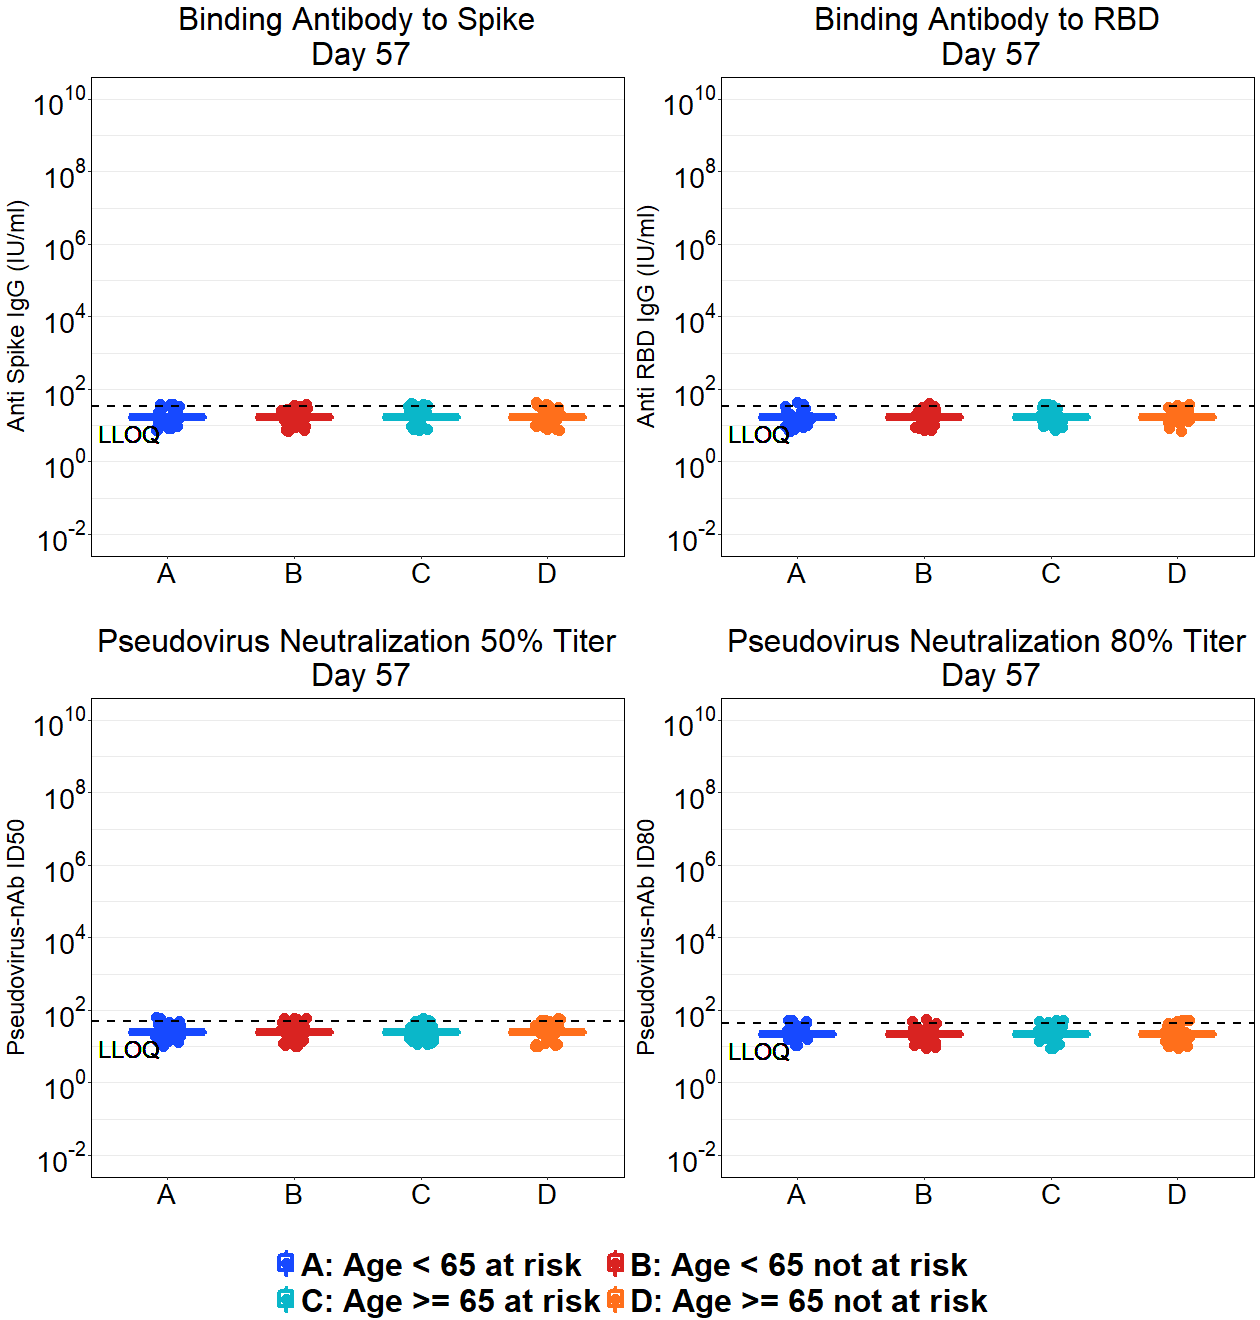 Binding Antibody to Spike
Day 57
Anti Spike IgG (IU/ml)
10^10
10^8
10^6
10^4
10^2
10^0
10^-2
LLOQ
A B C D
Binding Antibody to RBD
Day 57
Anti RBD IgG (IU/ml)
10^10
10^8
10^6
10^4
10^2
10^0
10^-2
LLOQ
A B C D
Pseudovirus Neutralization 50% Titer
Day 57
Pseudovirus-nAb ID50
10^10
10^8
10^6
10^4
10^2
10^0
10^-2
LLOQ
A B C D
Pseudovirus Neutralization 80% Titer
Day 57
Pseudovirus-nAb ID80
10^10
10^8
10^6
10^4
10^2
10^0
10^-2
LLOQ
A B C D
A: Age < 65 at risk
B: Age < 65 not at risk
C: Age >= 65 at risk
D: Age >= 65 not at risk